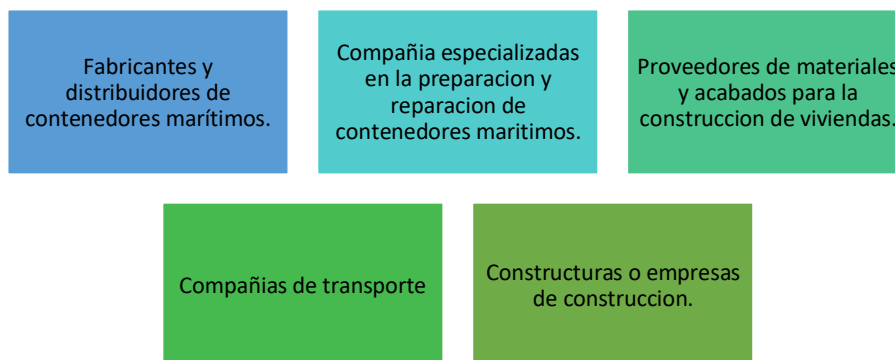 Fabricantes y
distribuidores de
contenedores marítimos.
Compañia especializadas
en la preparacion y
reparacion de
contenedores maritimos.
Proveedores de materiales
y acabados para la
construccion de viviendas.
Compañias de transporte
Constructuras o empresas
de construccion.